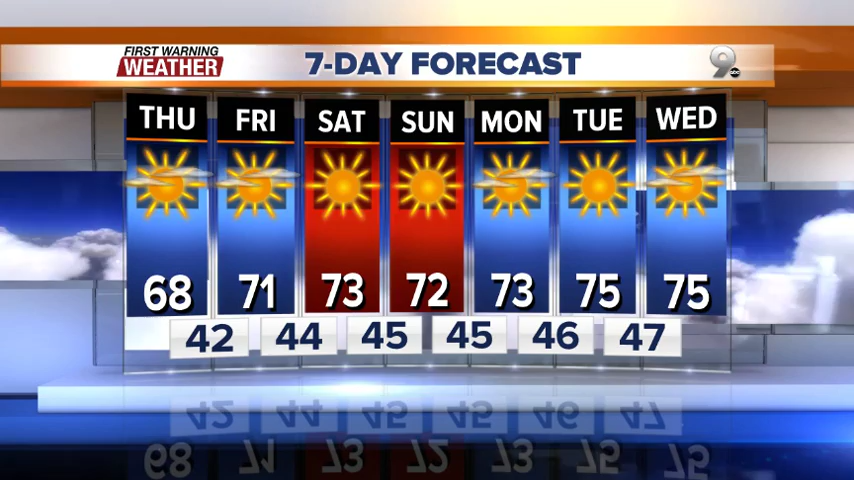 FIRST WARNING
WEATHER
7-DAY FORECAST
9
abc
THU FRI SAT SUN MON TUE WED
68 71 73 72 73 75 75
42 44 45 45 46 47